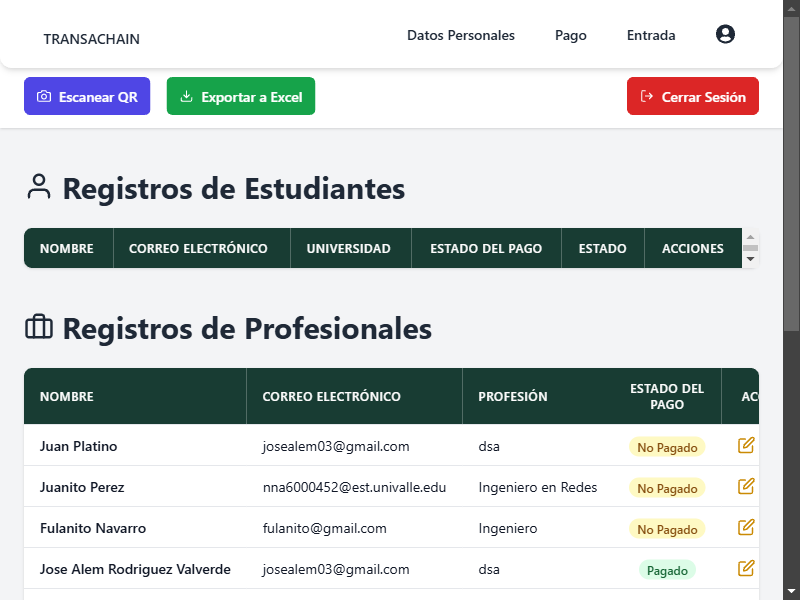 TRANSACHAIN
Datos Personales
Pago
Entrada
Escanear QR
Exportar a Excel
Cerrar Sesión
Registros de Estudiantes
NOMBRE CORREO ELECTRÓNICO UNIVERSIDAD ESTADO DEL PAGO ESTADO ACCIONES
Registros de Profesionales
NOMBRE CORREO ELECTRÓNICO PROFESIÓN ESTADO DEL PAGO
Juan Platino josealem03@gmail.com dsa No Pagado
Juanito Perez nna6000452@est.univalle.edu Ingeniero en Redes No Pagado
Fulanito Navarro fulanito@gmail.com Ingeniero No Pagado
Jose Alem Rodriguez Valverde josealem03@gmail.com dsa Pagado